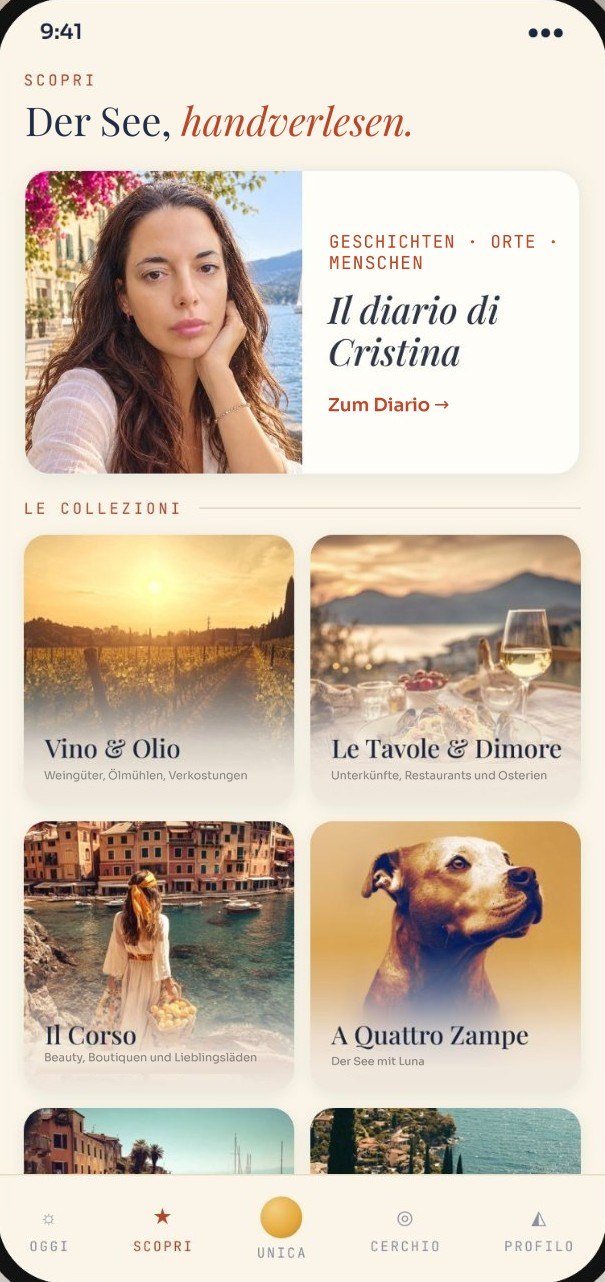 9:41
SCOPRI
Der See, handverlesen.
GESCHICHTEN · ORTE ·
MENSCHEN
Il diario di
Cristina
Zum Diario →
LE COLLEZIONI
Vino & Olio
Weingüter, Ölmühlen, Verkostungen
Le Tavole & Dimore
Unterkünfte, Restaurants und Osterien
Il Corso
Beauty, Boutiquen und Lieblingsläden
A Quattro Zampe
Der See mit Luna
OGGI
SCOPRI
UNICA
CERCHIO
PROFILO